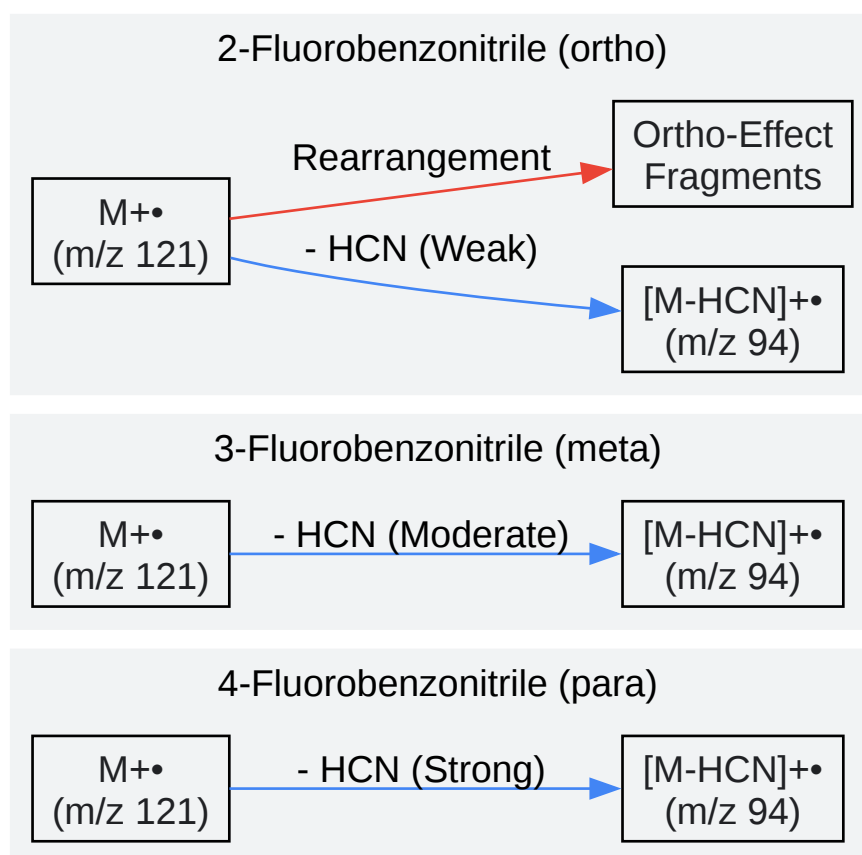 2-Fluorobenzonitrile (ortho)
Rearrangement
Ortho-Effect
Fragments
M+•
(m/z 121)
- HCN (Weak)
[M-HCN]+•
(m/z 94)
3-Fluorobenzonitrile (meta)
M+•
(m/z 121)
- HCN (Moderate)
[M-HCN]+•
(m/z 94)
4-Fluorobenzonitrile (para)
M+•
(m/z 121)
- HCN (Strong)
[M-HCN]+•
(m/z 94)